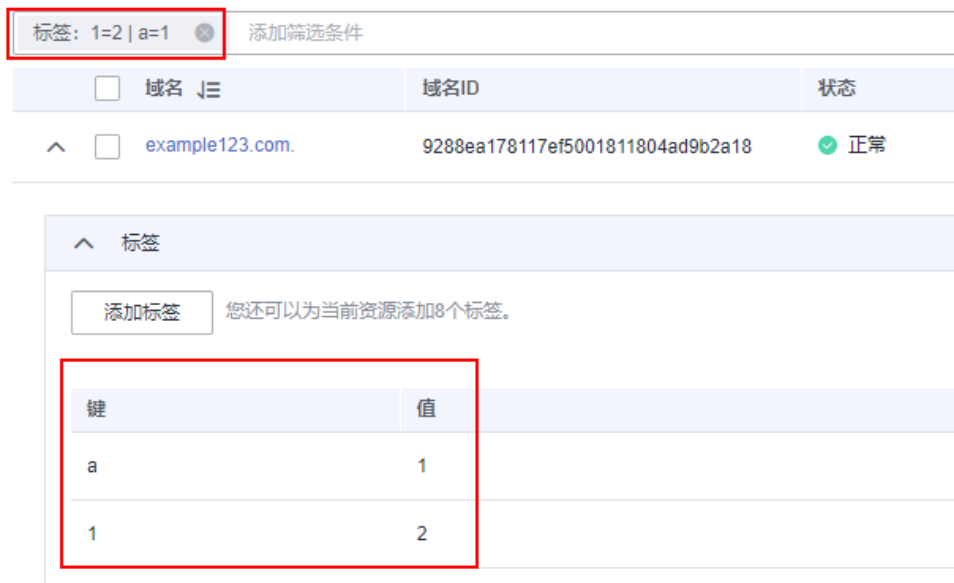 标签：1=2 | a=1 添加筛选条件
域名 域名ID 状态
example123.com. 9288ea178117ef5001811804ad9b2a18 正常
标签
添加标签 您还可以为当前资源添加8个标签。
键 值
a 1
1 2